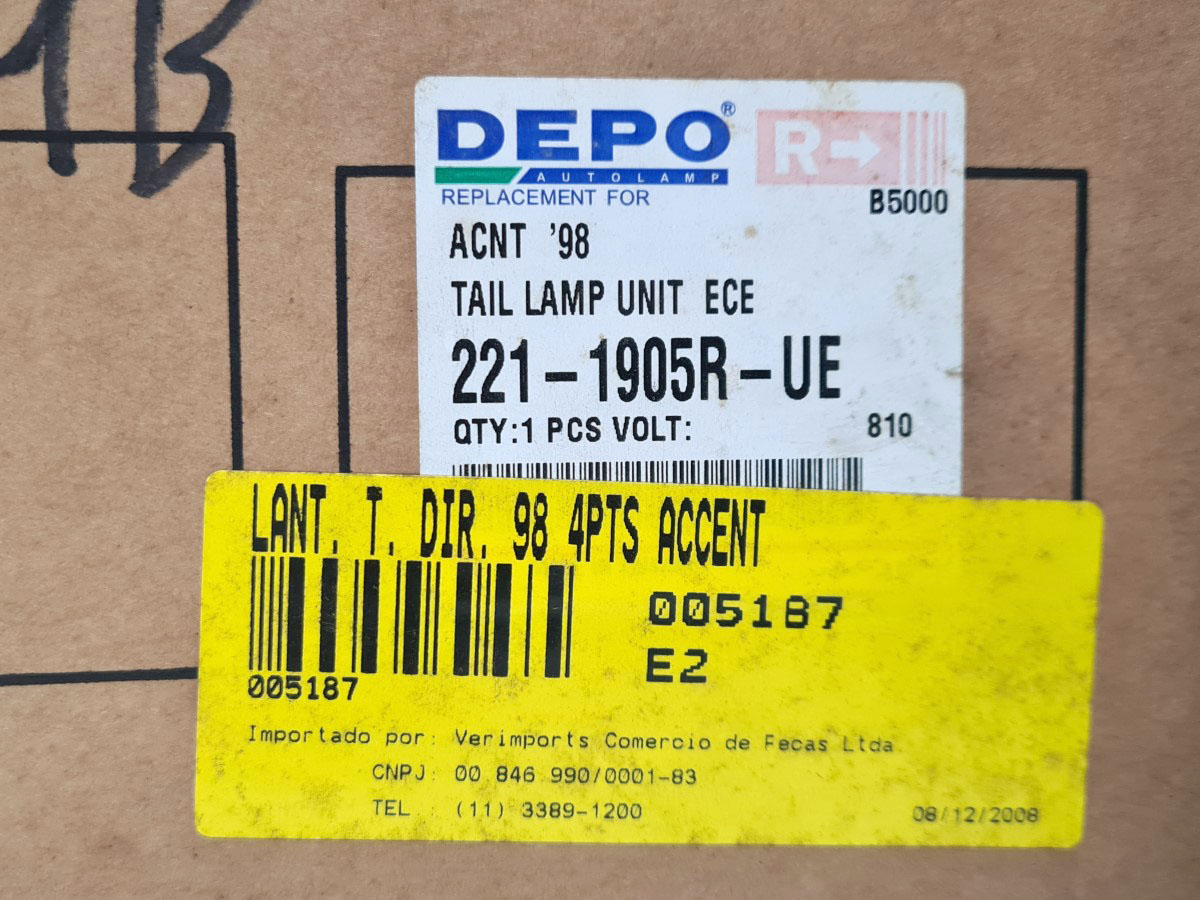 DEPO®
AUTOLAMP
R→
REPLACEMENT FOR
B5000
ACNT '98
TAIL LAMP UNIT ECE
221-1905R-UE
QTY:1 PCS VOLT:
810
LANT. T. DIR. 98 4PTS ACCENT
005187
E2
005187
Importado por: Verimports Comercio de Fecas Ltda
CNPJ: 00 846 990/0001-83
TEL : (11) 3389-1200
08/12/2008